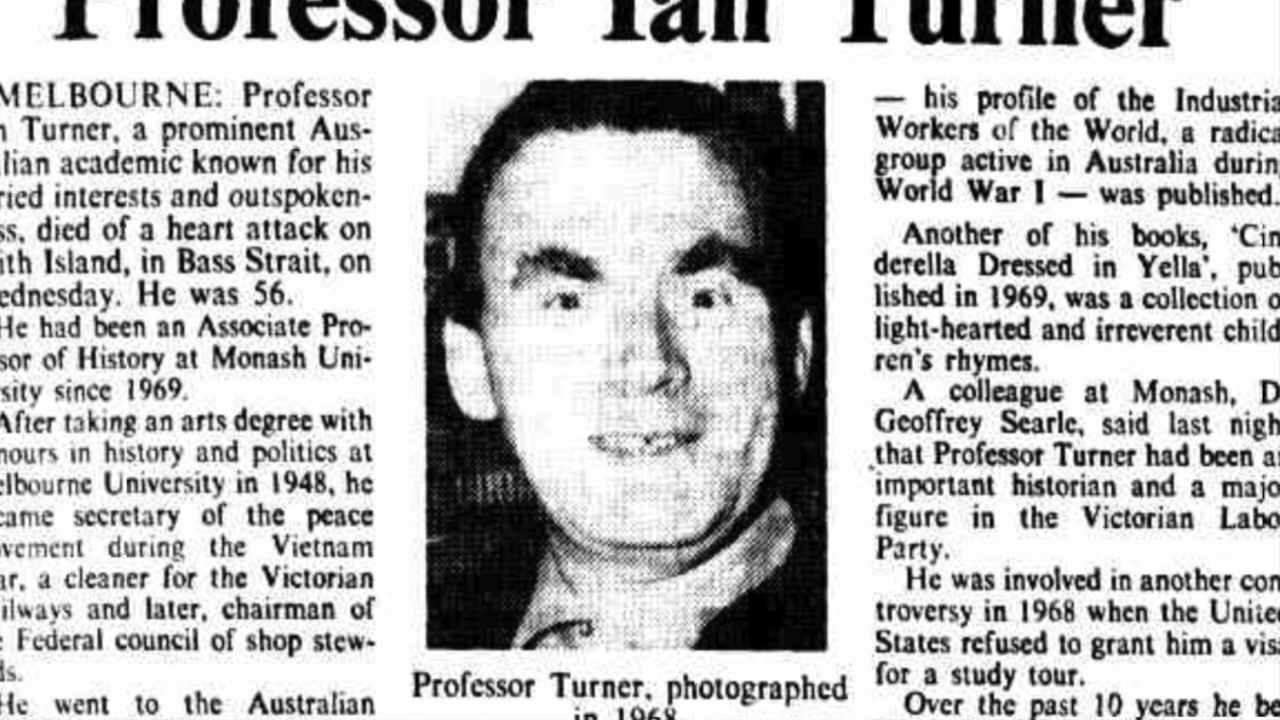 Professor Ian Turner
MELBOURNE: Professor
n Turner, a prominent Aus-
lian academic known for his
ried interests and outspoken-
ss, died of a heart attack on
ith Island, in Bass Strait, on
ednesday. He was 56.
He had been an Associate Pro-
sor of History at Monash Uni-
sity since 1969.
After taking an arts degree with
nours in history and politics at
elbourne University in 1948, he
came secretary of the peace
vement during the Vietnam
ar, a cleaner for the Victorian
ilways and later, chairman of
e Federal council of shop stew-
ds.
He went to the Australian
Professor Turner, photographed
in 1968.
— his profile of the Industria
Workers of the World, a radica
group active in Australia durin
World War I — was published.
Another of his books, ‘Cin
derella Dressed in Yella’, pub
lished in 1969, was a collection o
light-hearted and irreverent child
ren's rhymes.
A colleague at Monash, D
Geoffrey Searle, said last nigh
that Professor Turner had been a
important historian and a majo
figure in the Victorian Labo
Party.
He was involved in another con
troversy in 1968 when the Unite
States refused to grant him a vis
for a study tour.
Over the past 10 years he be